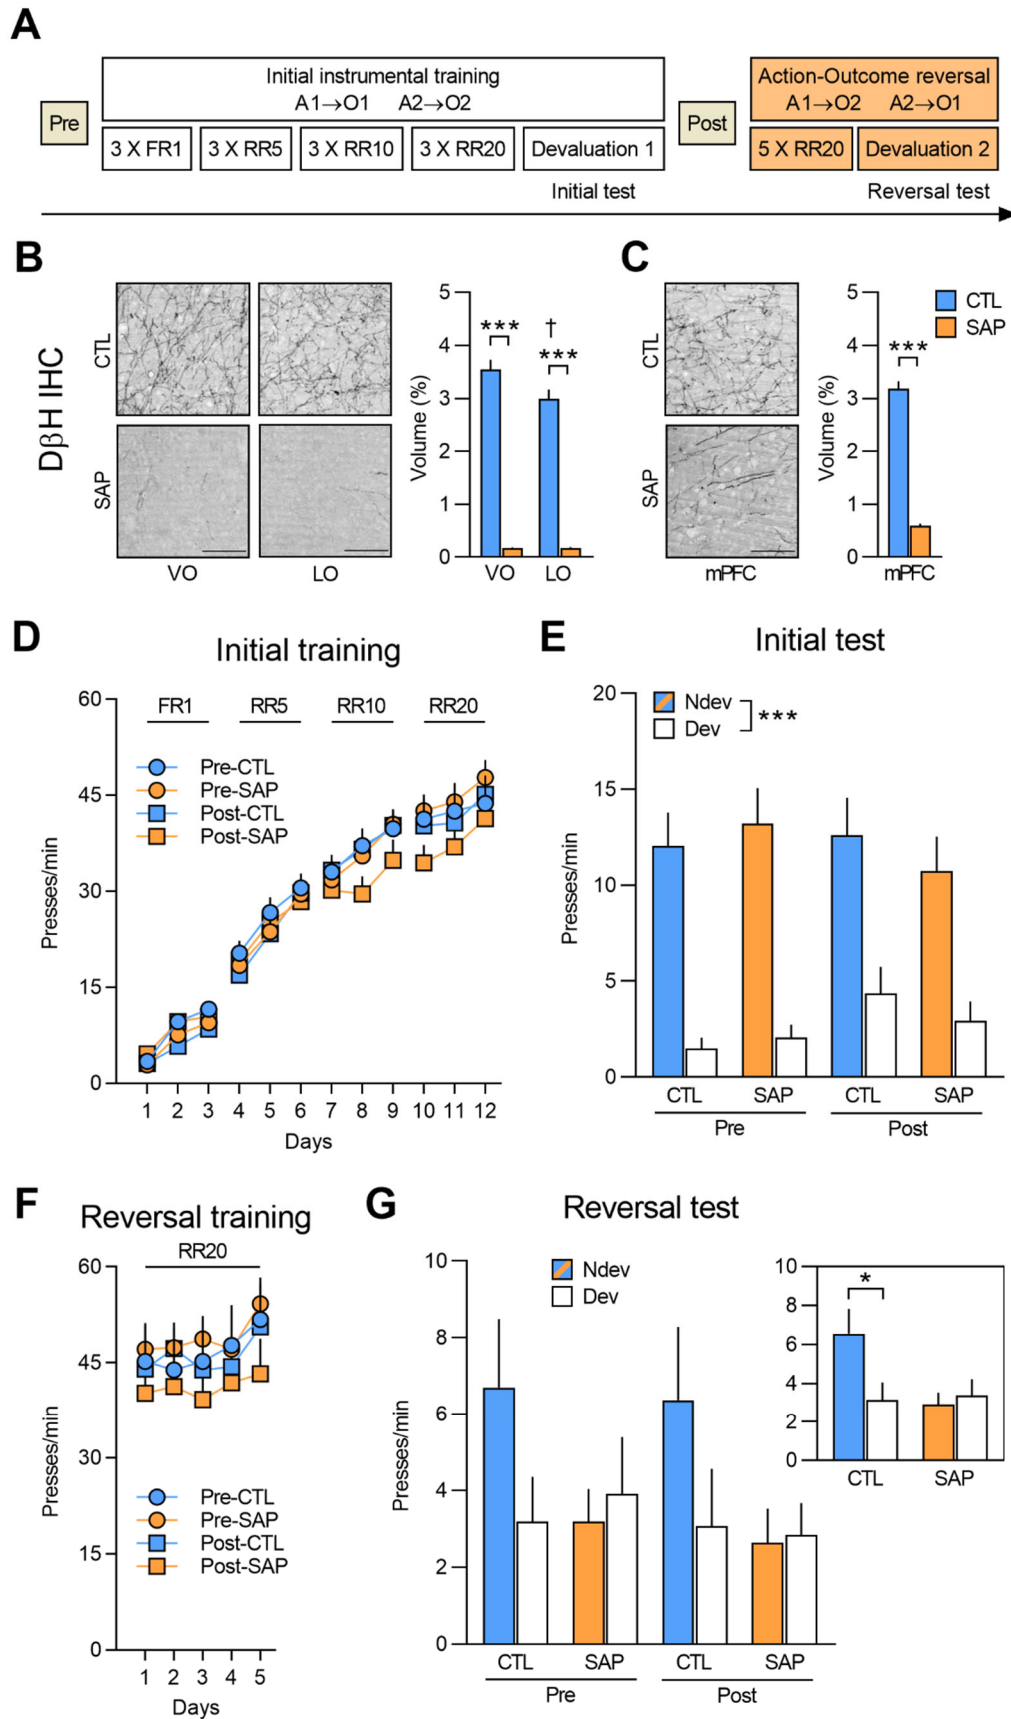 A
Pre
Initial instrumental training
A1→O1 A2→O2
3 X FR1
3 X RR5
3 X RR10
3 X RR20
Devaluation 1
Post
Action-Outcome reversal
A1→O2 A2→O1
5 X RR20
Devaluation 2
Initial test
Reversal test
B
DβH IHC
CTL
SAP
VO
LO
Volume (%)
5
4
3
2
1
0
***
†
***
VO
LO
C
CTL
SAP
mPFC
Volume (%)
5
4
3
2
1
0
***
mPFC
CTL
SAP
D
Initial training
Presses/min
60
45
30
15
0
FR1
RR5
RR10
RR20
Pre-CTL
Pre-SAP
Post-CTL
Post-SAP
1 2 3 4 5 6 7 8 9 10 11 12
Days
E
Initial test
Presses/min
20
15
10
5
0
Ndev
Dev
***
CTL SAP CTL SAP
Pre Post
F
Reversal training
RR20
Presses/min
60
45
30
15
0
Pre-CTL
Pre-SAP
Post-CTL
Post-SAP
1 2 3 4 5
Days
G
Reversal test
Presses/min
10
8
6
4
2
0
Ndev
Dev
CTL SAP CTL SAP
Pre Post
10
8
6
4
2
0
*
CTL SAP